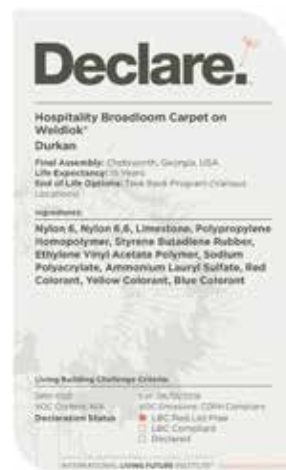 Declare.
Hospitality Broadloom Carpet on
Weldlok®
Durkan
Final Assembly: Chatsworth, Georgia, USA
Life Expectancy: 15 Years
End of Life Options: Take Back Program (Various
Locations)
Ingredients:
Nylon 6, Nylon 6,6, Limestone, Polypropylene
Homopolymer, Styrene Butadiene Rubber,
Ethylene Vinyl Acetate Polymer, Sodium
Polyacrylate, Ammonium Lauryl Sulfate, Red
Colorant, Yellow Colorant, Blue Colorant
Living Building Challenge Criteria:
VOC Content: N/A
VOC Emissions: CDPH Compliant
Declaration Status
LBC Red List Free
LBC Compliant
Declared
INTERNATIONAL LIVING FUTURE INSTITUTE